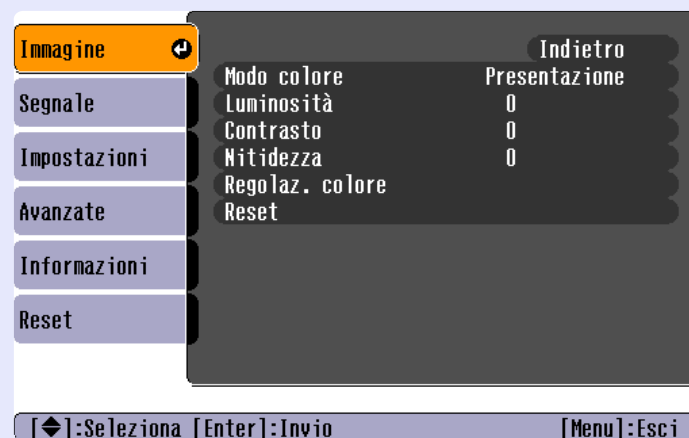 Immagine
Segnale
Impostazioni
Avanzate
Informazioni
Reset
Indietro
Modo colore Presentazione
Luminosità 0
Contrasto 0
Nitidezza 0
Regolaz. colore
Reset
[◆]:Seleziona [Enter]:Invio [Menu]:Esci